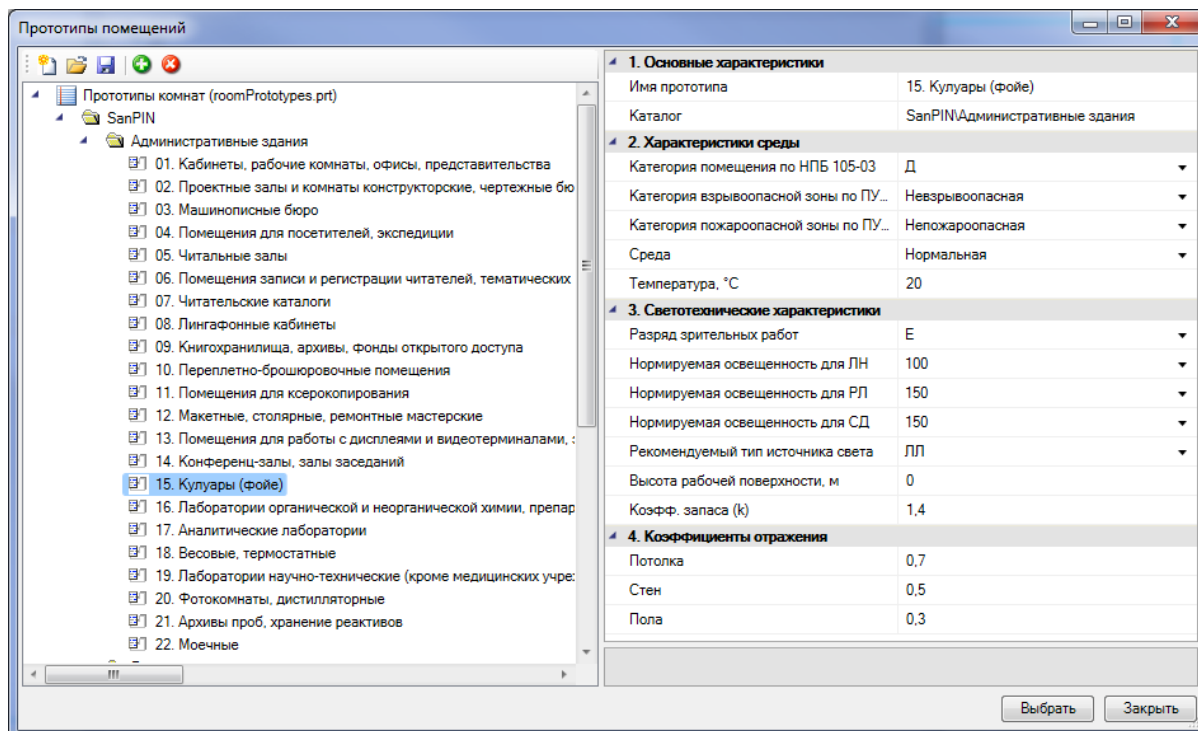 Прототипы помещений
Прототипы комнат (roomPrototypes.prt)
SanPIN
Административные здания
01. Кабинеты, рабочие комнаты, офисы, представительства
02. Проектные залы и комнаты конструкторские, чертежные бю
03. Машинописные бюро
04. Помещения для посетителей, экспедиции
05. Читальные залы
06. Помещения записи и регистрации читателей, тематических
07. Читательские каталоги
08. Лингафонные кабинеты
09. Книгохранилища, архивы, фонды открытого доступа
10. Переплетно-брошюровочные помещения
11. Помещения для ксерокопирования
12. Макетные, столярные, ремонтные мастерские
13. Помещения для работы с дисплеями и видеотерминалами,
14. Конференц-залы, залы заседаний
15. Кулуары (фойе)
16. Лаборатории органической и неорганической химии, препар
17. Аналитические лаборатории
18. Весовые, термостатные
19. Лаборатории научно-технические (кроме медицинских учре
20. Фотокомнаты, дистилляторные
21. Архивы проб, хранение реактивов
22. Моечные
1. Основные характеристики
Имя прототипа 15. Кулуары (фойе)
Каталог SanPIN\Административные здания
2. Характеристики среды
Категория помещения по НПБ 105-03 Д
Категория взрывоопасной зоны по ПУ... Невзрывоопасная
Категория пожароопасной зоны по ПУ... Непожароопасная
Среда Нормальная
Температура, °C 20
3. Светотехнические характеристики
Разряд зрительных работ Е
Нормируемая освещенность для ЛН 100
Нормируемая освещенность для РЛ 150
Нормируемая освещенность для СД 150
Рекомендуемый тип источника света ЛЛ
Высота рабочей поверхности, м 0
Коэфф. запаса (k) 1,4
4. Коэффициенты отражения
Потолка 0,7
Стен 0,5
Пола 0,3
Выбрать Закрыть